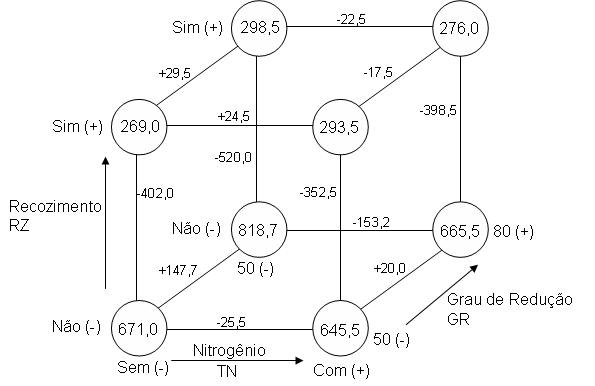 Sim (+) 298,5 -22,5 276,0
+29,5 -17,5
Sim (+) 269,0 +24,5 293,5 -398,5
-520,0
-402,0 -352,5
Recozimento
RZ
Não (-) 818,7 -153,2 665,5 80 (+)
50 (-)
+147,7 +20,0
Grau de Redução
GR
Não (-) 671,0 -25,5 645,5 50 (-)
Sem (-) Nitrogênio Com (+)
TN